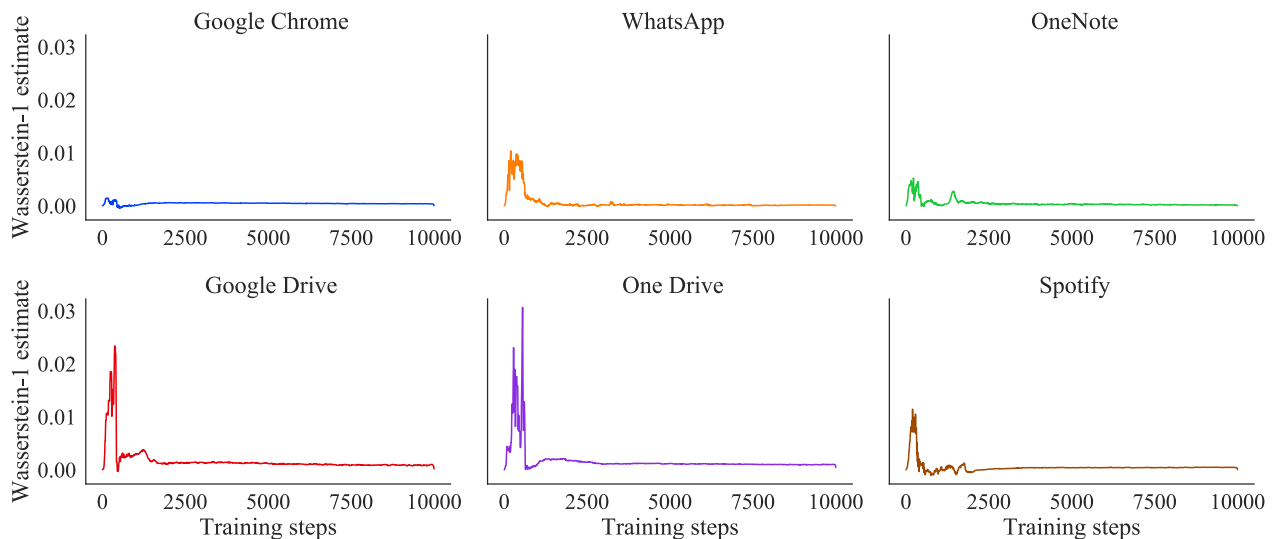 Google Chrome
WhatsApp
OneNote
Wasserstein-1 estimate
0.03
0.02
0.01
0.00
0 2500 5000 7500 10000
0 2500 5000 7500 10000
0 2500 5000 7500 10000
Google Drive
One Drive
Spotify
Wasserstein-1 estimate
0.03
0.02
0.01
0.00
0 2500 5000 7500 10000
0 2500 5000 7500 10000
0 2500 5000 7500 10000
Training steps
Training steps
Training steps